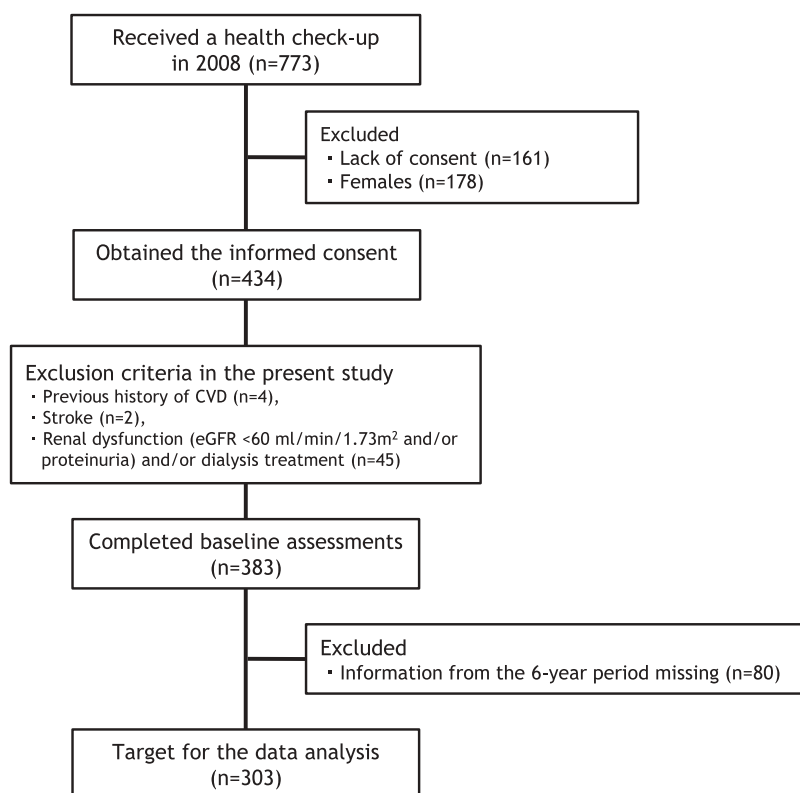 Received a health check-up
in 2008 (n=773)
Excluded
・Lack of consent (n=161)
・Females (n=178)
Obtained the informed consent
(n=434)
Exclusion criteria in the present study
・Previous history of CVD (n=4),
・Stroke (n=2),
・Renal dysfunction (eGFR <60 ml/min/1.73m² and/or
proteinuria) and/or dialysis treatment (n=45)
Completed baseline assessments
(n=383)
Excluded
・Information from the 6-year period missing (n=80)
Target for the data analysis
(n=303)